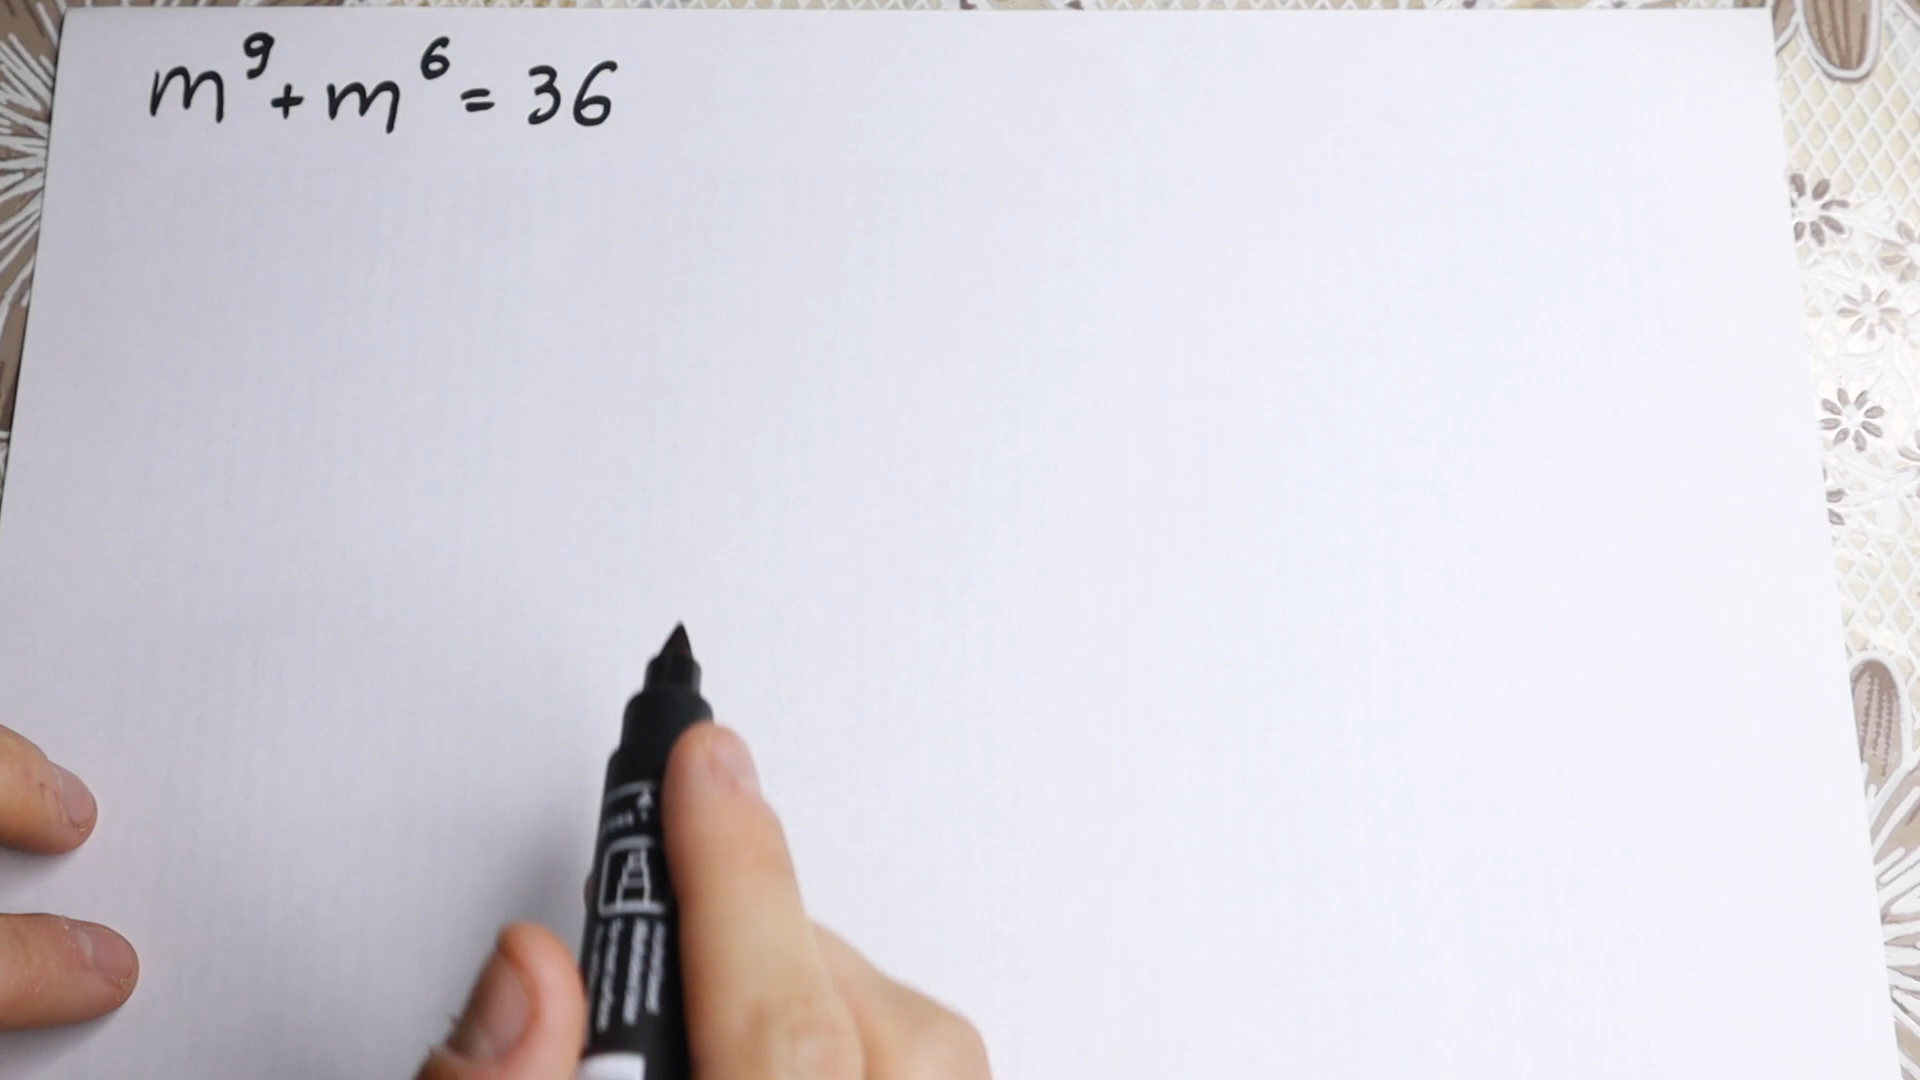 m⁹ + m⁶ = 36